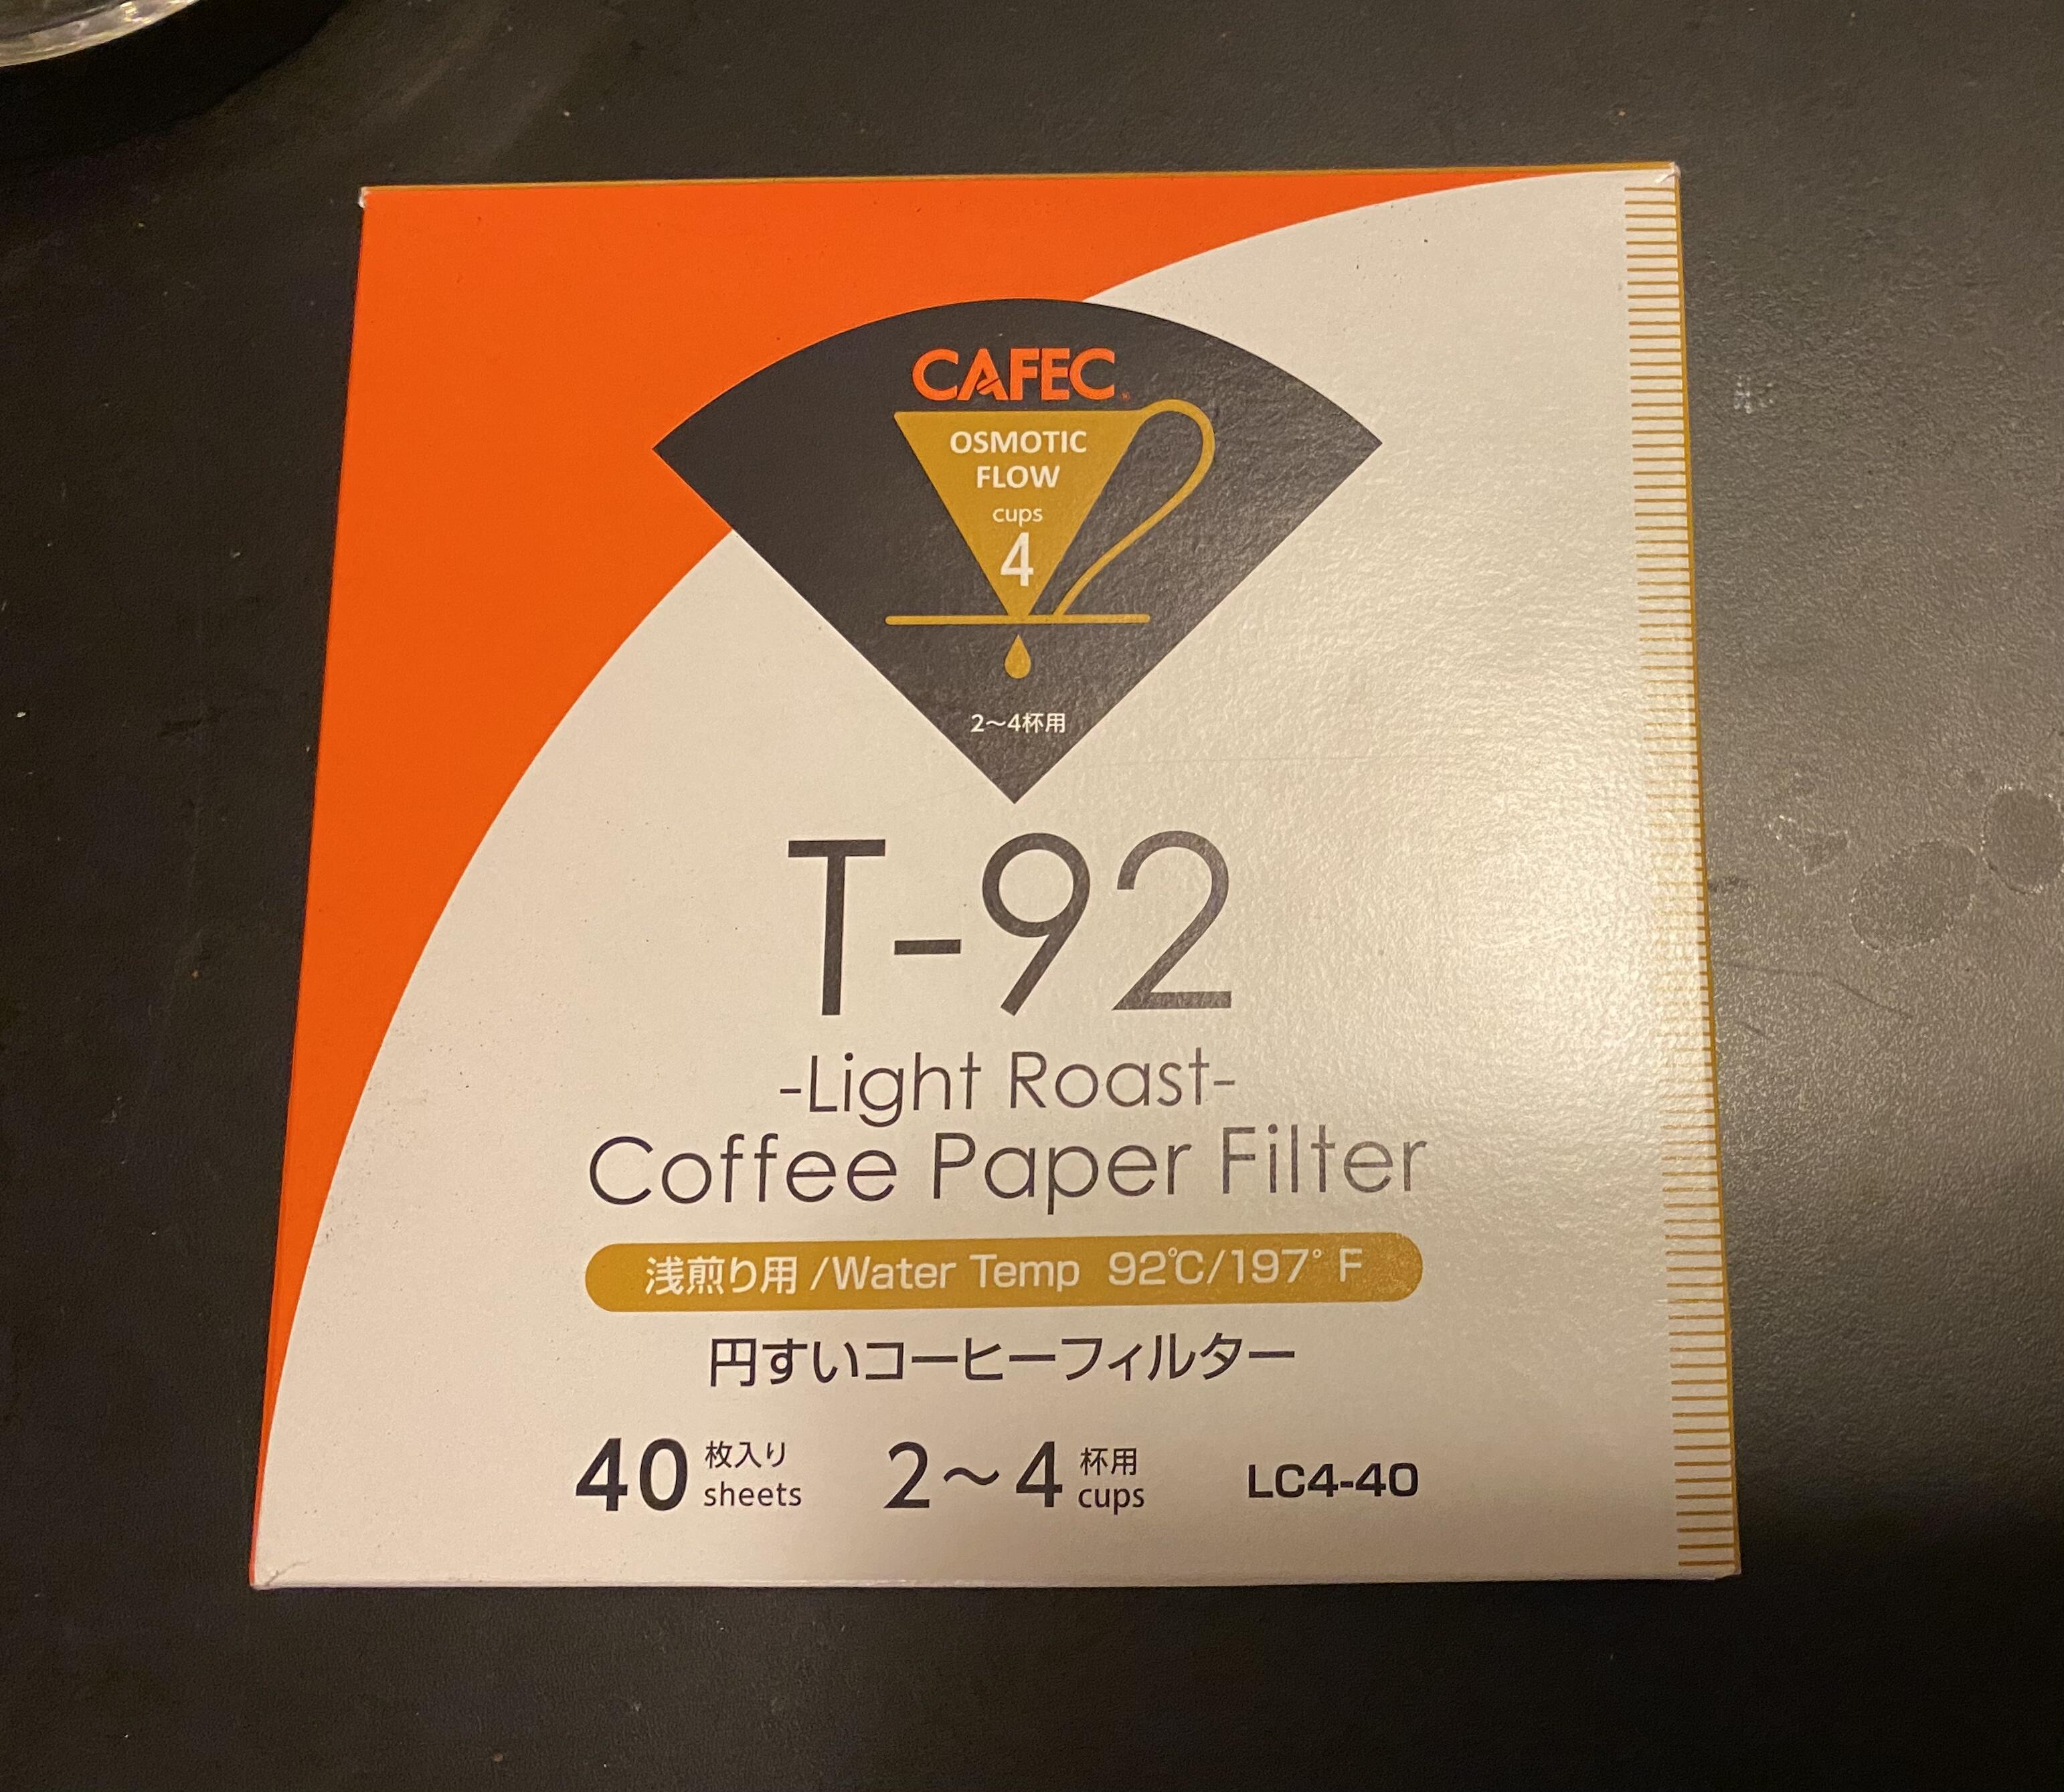 CAFEC
OSMOTIC
FLOW
cups
4
2〜4杯用
T-92
-Light Roast-
Coffee Paper Filter
浅煎り用/Water Temp 92℃/197°F
円すいコーヒーフィルター
40 枚入り sheets 2〜4 杯用 cups LC4-40